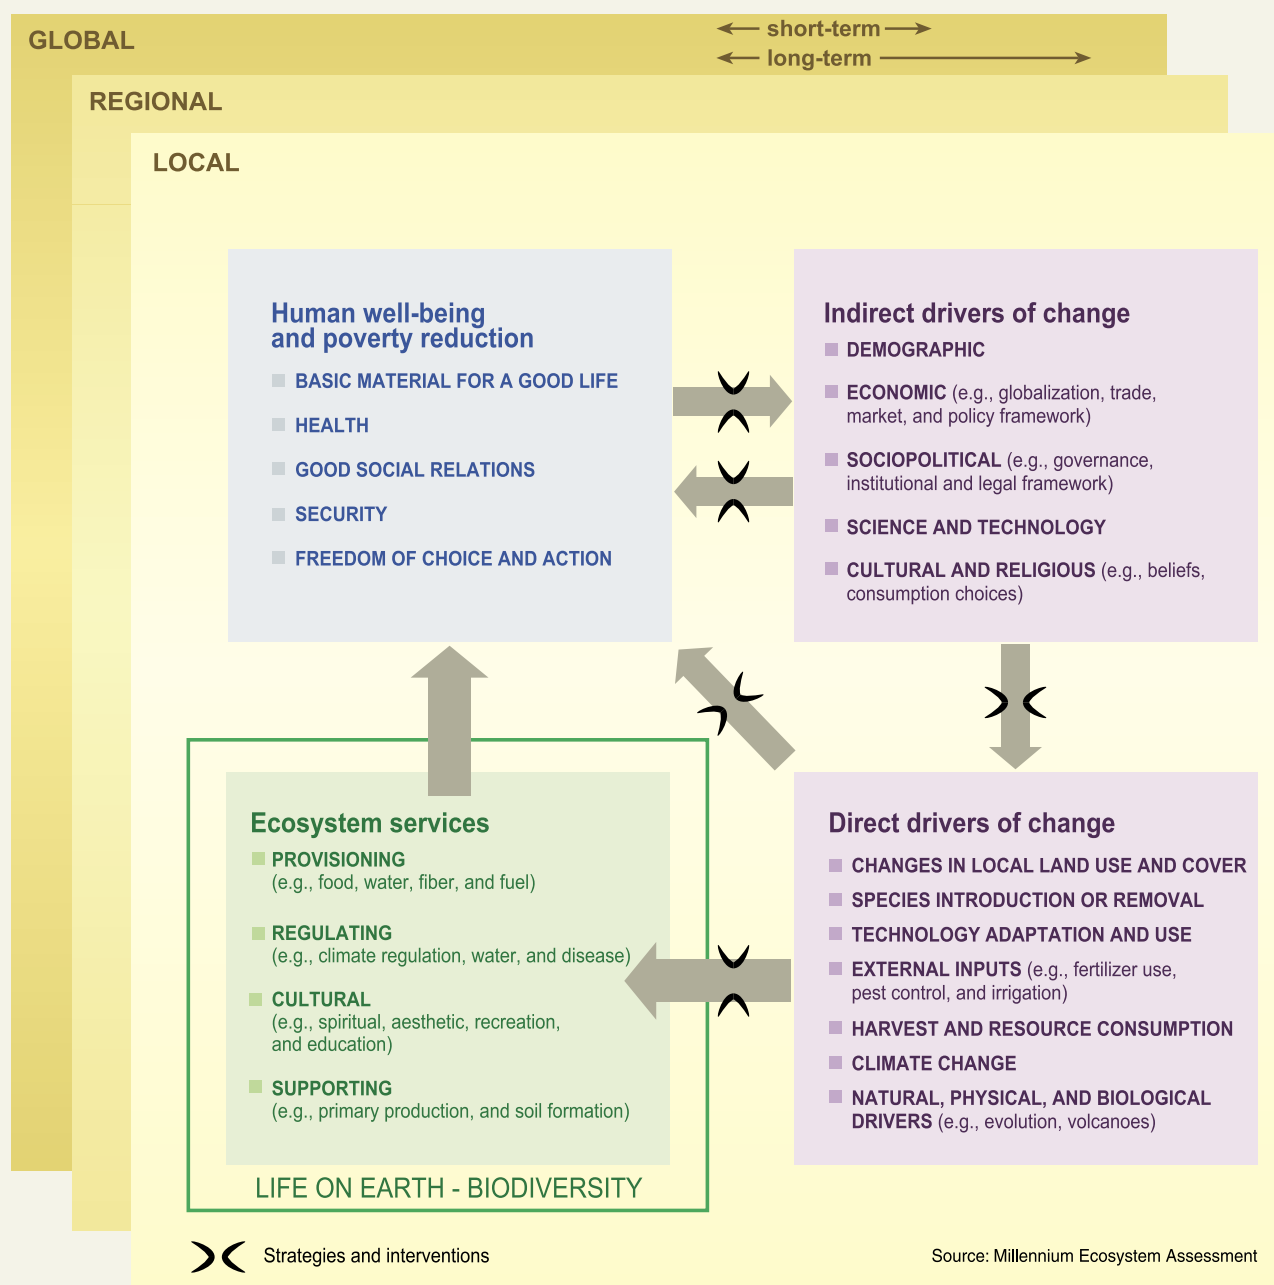 GLOBAL
short-term
long-term
REGIONAL
LOCAL
Human well-being
and poverty reduction
BASIC MATERIAL FOR A GOOD LIFE
HEALTH
GOOD SOCIAL RELATIONS
SECURITY
FREEDOM OF CHOICE AND ACTION
Indirect drivers of change
DEMOGRAPHIC
ECONOMIC (e.g., globalization, trade,
market, and policy framework)
SOCIOPOLITICAL (e.g., governance,
institutional and legal framework)
SCIENCE AND TECHNOLOGY
CULTURAL AND RELIGIOUS (e.g., beliefs,
consumption choices)
Ecosystem services
PROVISIONING
(e.g., food, water, fiber, and fuel)
REGULATING
(e.g., climate regulation, water, and disease)
CULTURAL
(e.g., spiritual, aesthetic, recreation,
and education)
SUPPORTING
(e.g., primary production, and soil formation)
LIFE ON EARTH - BIODIVERSITY
Direct drivers of change
CHANGES IN LOCAL LAND USE AND COVER
SPECIES INTRODUCTION OR REMOVAL
TECHNOLOGY ADAPTATION AND USE
EXTERNAL INPUTS (e.g., fertilizer use,
pest control, and irrigation)
HARVEST AND RESOURCE CONSUMPTION
CLIMATE CHANGE
NATURAL, PHYSICAL, AND BIOLOGICAL
DRIVERS (e.g., evolution, volcanoes)
Strategies and interventions
Source: Millennium Ecosystem Assessment